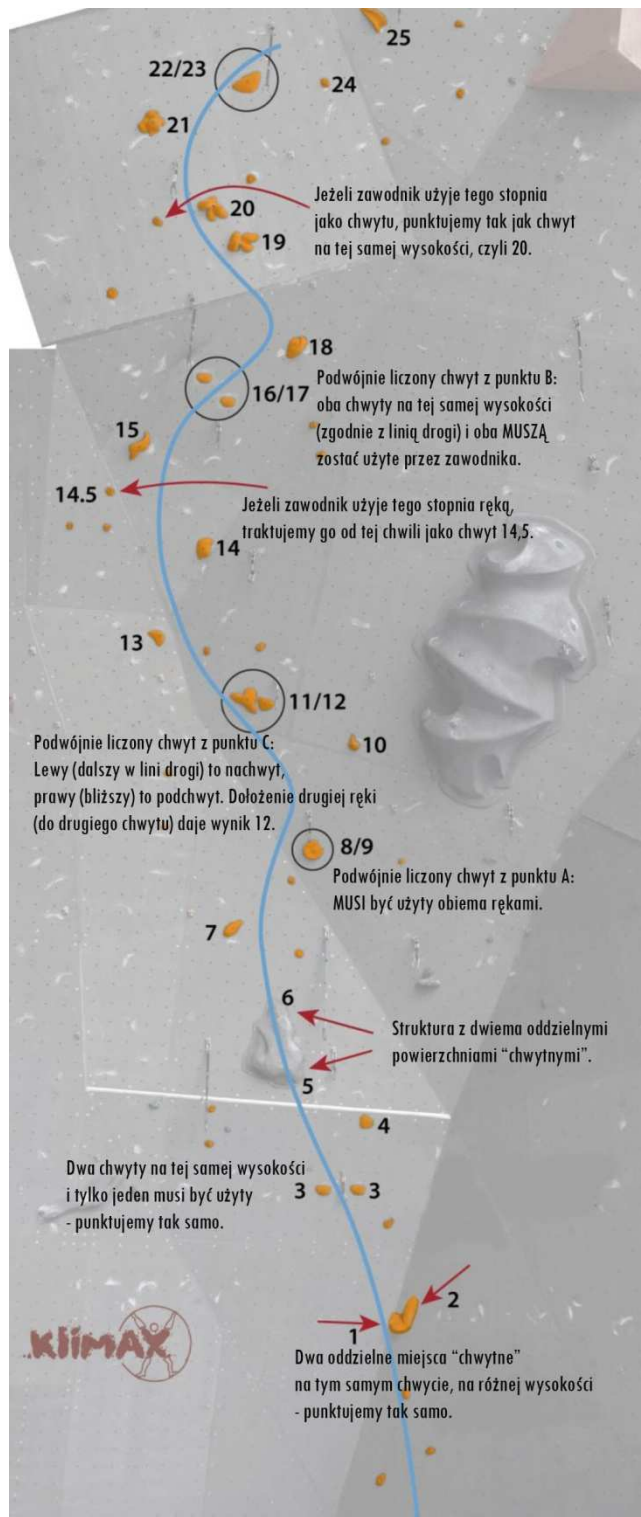 25
22/23
24
21
Jeżeli zawodnik użyje tego stopnia
jako chwytu, punktujemy tak jak chwyt
na tej samej wysokości, czyli 20.
20
19
18
16/17
Podwójnie liczony chwyt z punktu B:
oba chwyty na tej samej wysokości
(zgodnie z linią drogi) i oba MUSZĄ
zostać użyte przez zawodnika.
15
14.5
Jeżeli zawodnik użyje tego stopnia ręką,
traktujemy go od tej chwili jako chwyt 14,5.
14
13
11/12
10
Podwójnie liczony chwyt z punktu C:
Lewy (dalszy w lini drogi) to nachwyt,
prawy (bliższy) to podchwyt. Dołożenie drugiej ręki
(do drugiego chwytu) daje wynik 12.
8/9
Podwójnie liczony chwyt z punktu A:
MUSI być użyty obiema rękami.
7
6
Struktura z dwiema oddzielnymi
powierzchniami “chwytnymi”.
5
4
Dwa chwyty na tej samej wysokości
i tylko jeden musi być użyty
- punktujemy tak samo.
3 3
2
1
KliMAX
Dwa oddzielne miejsca “chwytne”
na tym samym chwycie, na różnej wysokości
- punktujemy tak samo.